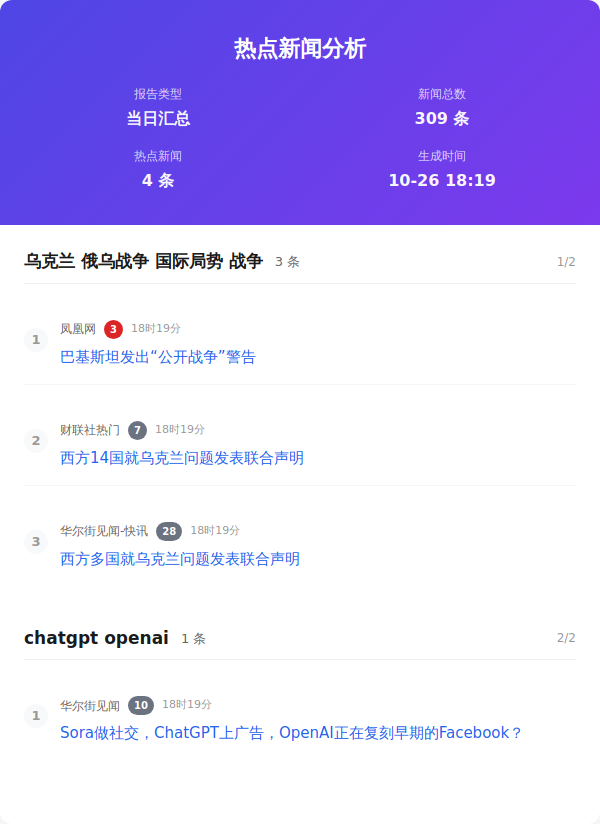 热点新闻分析
报告类型
新闻总数
当日汇总
309 条
热点新闻
生成时间
4 条
10-26 18:19
乌克兰 俄乌战争 国际局势 战争 3 条 1/2
1 凤凰网 3 18时19分
巴基斯坦发出“公开战争”警告
2 财联社热门 7 18时19分
西方14国就乌克兰问题发表联合声明
3 华尔街见闻-快讯 28 18时19分
西方多国就乌克兰问题发表联合声明
chatgpt openai 1 条 2/2
1 华尔街见闻 10 18时19分
Sora做社交，ChatGPT上广告，OpenAI正在复刻早期的Facebook？